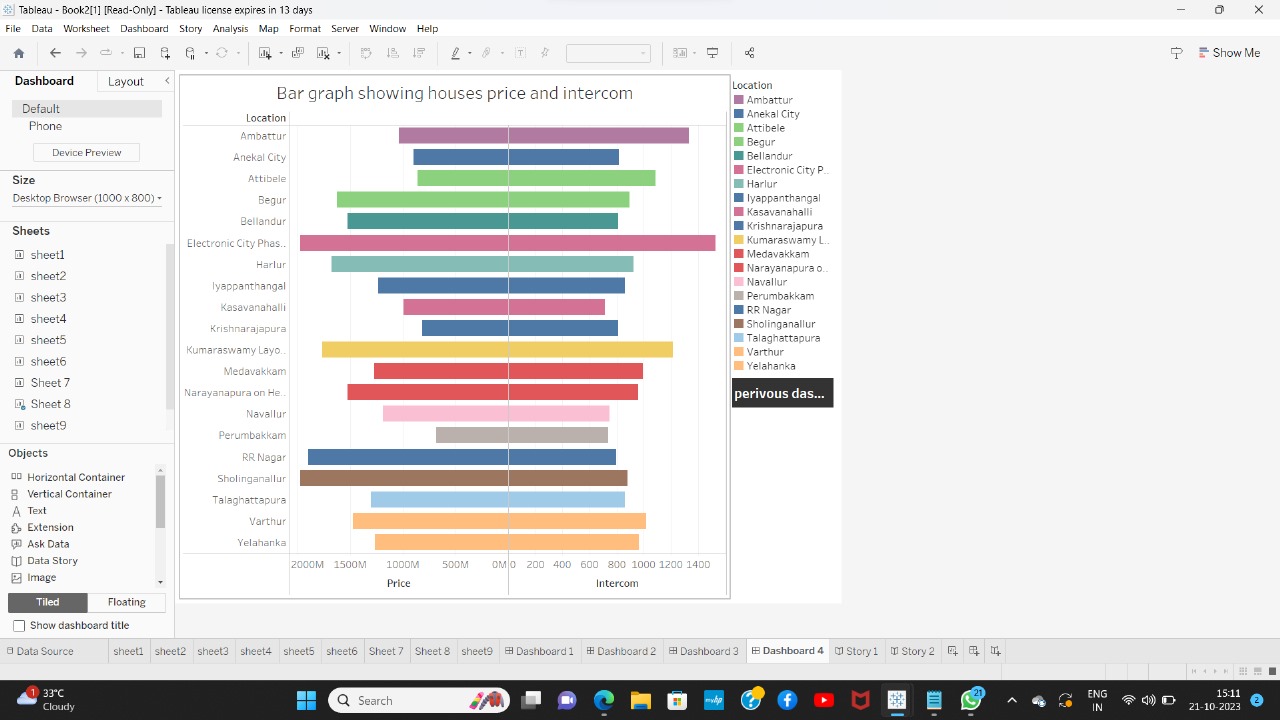 Tableau - Book2[1] [Read-Only] - Tableau license expires in 13 days
File Data Worksheet Dashboard Story Analysis Map Format Server Window Help
Show Me
Dashboard Layout
Default
Phone
Device Preview
Size
Desktop Browser (1000 x 800)
Sheets
sheet1
sheet2
sheet3
sheet4
sheet5
sheet6
Sheet 7
Sheet 8
sheet9
Objects
Horizontal Container
Vertical Container
Text
Extension
Ask Data
Data Story
Image
Tiled Floating
Show dashboard title
Bar graph showing houses price and intercom
Location
Ambattur
Anekal City
Attibele
Begur
Bellandur
Electronic City Phas..
Harlur
Iyappanthangal
Kasavanahalli
Krishnarajapura
Kumaraswamy Layo..
Medavakkam
Narayanapura on He..
Navallur
Perumbakkam
RR Nagar
Sholinganallur
Talaghattapura
Varthur
Yelahanka
2000M 1500M 1000M 500M 0M 0 200 400 600 800 1000 1200 1400
Price Intercom
Location
Ambattur
Anekal City
Attibele
Begur
Bellandur
Electronic City P..
Harlur
Iyappanthangal
Kasavanahalli
Krishnarajapura
Kumaraswamy L..
Medavakkam
Narayanapura o..
Navallur
Perumbakkam
RR Nagar
Sholinganallur
Talaghattapura
Varthur
Yelahanka
perivous das...
Data Source sheet1 sheet2 sheet3 sheet4 sheet5 sheet6 Sheet 7 Sheet 8 sheet9 Dashboard 1 Dashboard 2 Dashboard 3 Dashboard 4 Story 1 Story 2
1 33°C
Cloudy
Search
hp
21
ENG
IN
15:11
21-10-2023
2